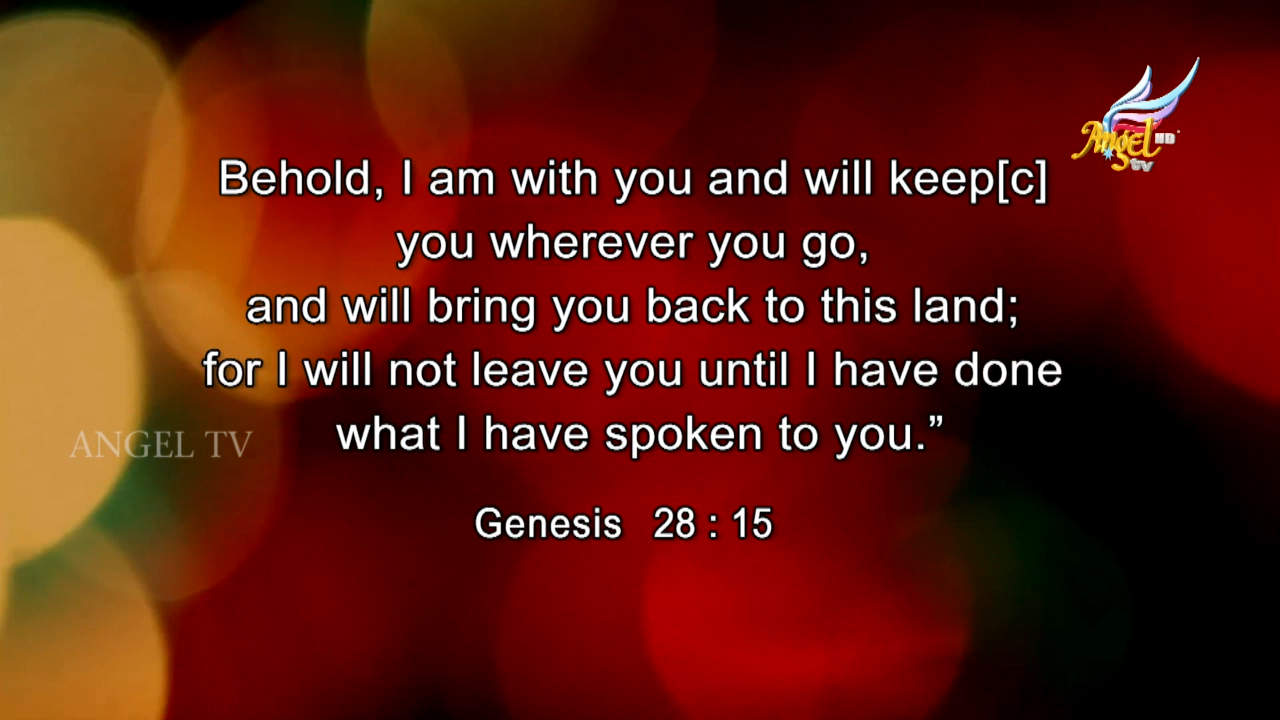 Angel HD
tv
Behold, I am with you and will keep[c]
you wherever you go,
and will bring you back to this land;
for I will not leave you until I have done
what I have spoken to you.”
ANGEL TV
Genesis 28 : 15